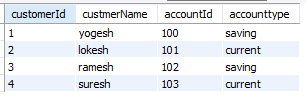 customerId custmerName accountId accounttype
1 yogesh 100 saving
2 lokesh 101 current
3 ramesh 102 saving
4 suresh 103 current